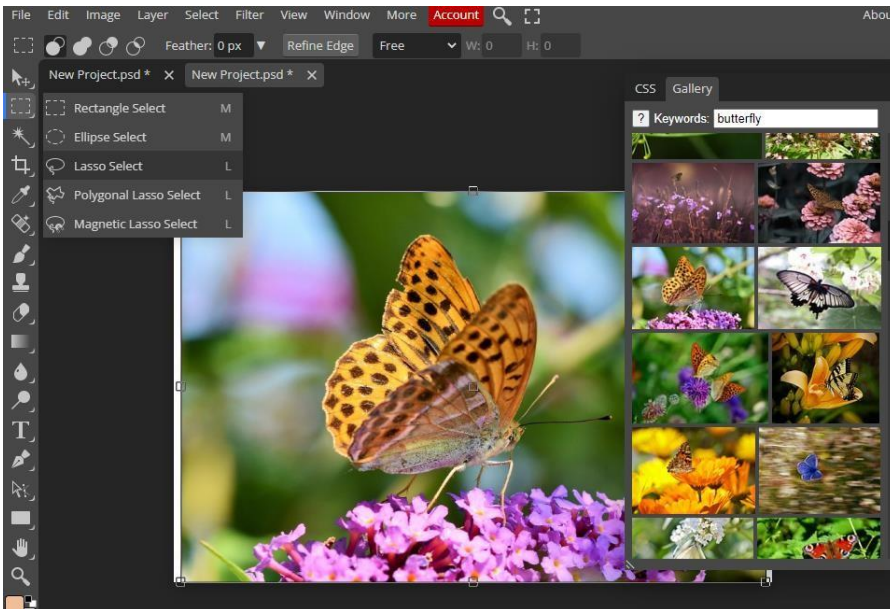 File Edit Image Layer Select Filter View Window More Account Abou
Feather: 0 px ▼ Refine Edge Free W: 0 H: 0
New Project.psd * X New Project.psd * X
CSS Gallery
? Keywords: butterfly
Rectangle Select M
Ellipse Select M
Lasso Select L
Polygonal Lasso Select L
Magnetic Lasso Select L